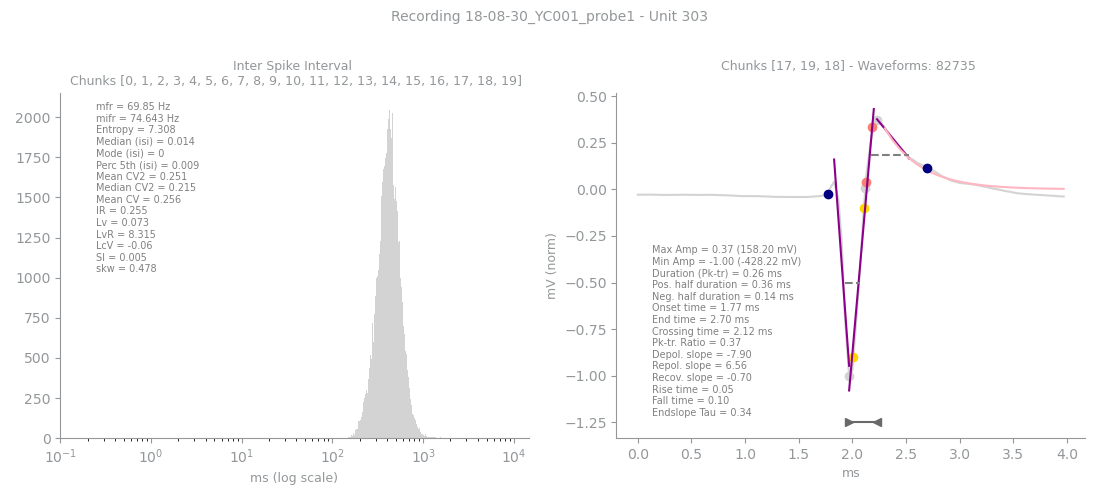 Recording 18-08-30_YC001_probe1 - Unit 303
Inter Spike Interval
Chunks [0, 1, 2, 3, 4, 5, 6, 7, 8, 9, 10, 11, 12, 13, 14, 15, 16, 17, 18, 19]
2000
1750
1500
1250
1000
750
500
250
0
mfr = 69.85 Hz
mifr = 74.643 Hz
Entropy = 7.308
Median (isi) = 0.014
Mode (isi) = 0
Perc 5th (isi) = 0.009
Mean CV2 = 0.251
Median CV2 = 0.215
Mean CV = 0.256
IR = 0.255
Lv = 0.073
LvR = 8.315
LcV = -0.06
SI = 0.005
skw = 0.478
10⁻¹ 10⁰ 10¹ 10² 10³ 10⁴
ms (log scale)
Chunks [17, 19, 18] - Waveforms: 82735
mV (norm)
0.50
0.25
0.00
−0.25
−0.50
−0.75
−1.00
−1.25
Max Amp = 0.37 (158.20 mV)
Min Amp = -1.00 (-428.22 mV)
Duration (Pk-tr) = 0.26 ms
Pos. half duration = 0.36 ms
Neg. half duration = 0.14 ms
Onset time = 1.77 ms
End time = 2.70 ms
Crossing time = 2.12 ms
Pk-tr. Ratio = 0.37
Depol. slope = -7.90
Repol. slope = 6.56
Recov. slope = -0.70
Rise time = 0.05
Fall time = 0.10
Endslope Tau = 0.34
0.0 0.5 1.0 1.5 2.0 2.5 3.0 3.5 4.0
ms